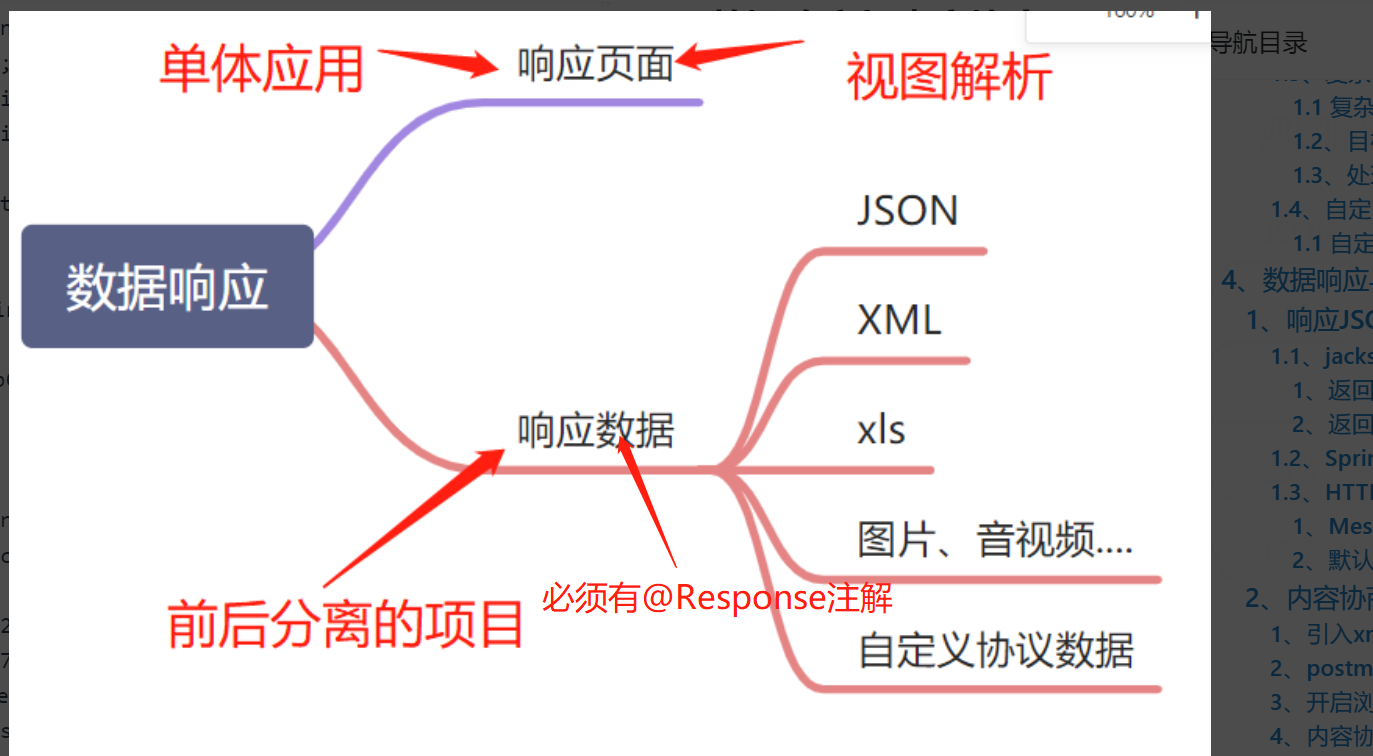 100%
导航目录
单体应用
响应页面
视图解析
数据响应
JSON
XML
响应数据
xls
图片、音视频....
前后分离的项目
必须有@Response注解
自定义协议数据
1.1 复杂
1.2、目
1.3、处
1.4、自定
1.1 自定
4、数据响应
1、响应JSO
1.1、jacks
1、返回
2、返回
1.2、Sprin
1.3、HTT
1、Mes
2、默认
2、内容协商
1、引入xm
2、postm
3、开启浏
4、内容协